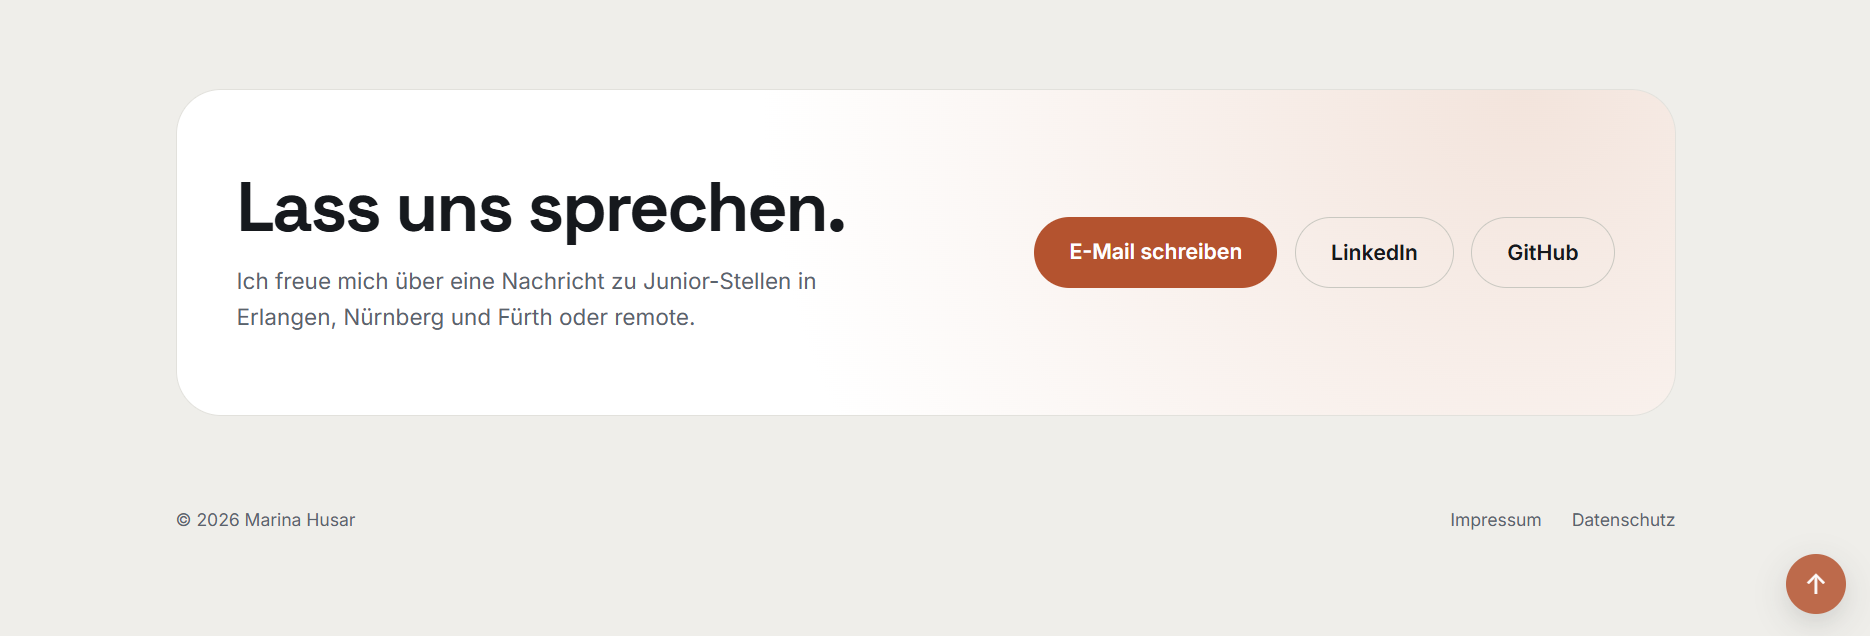 Lass uns sprechen.
Ich freue mich über eine Nachricht zu Junior-Stellen in
Erlangen, Nürnberg und Fürth oder remote.
E-Mail schreiben
LinkedIn
GitHub
© 2026 Marina Husar
Impressum
Datenschutz